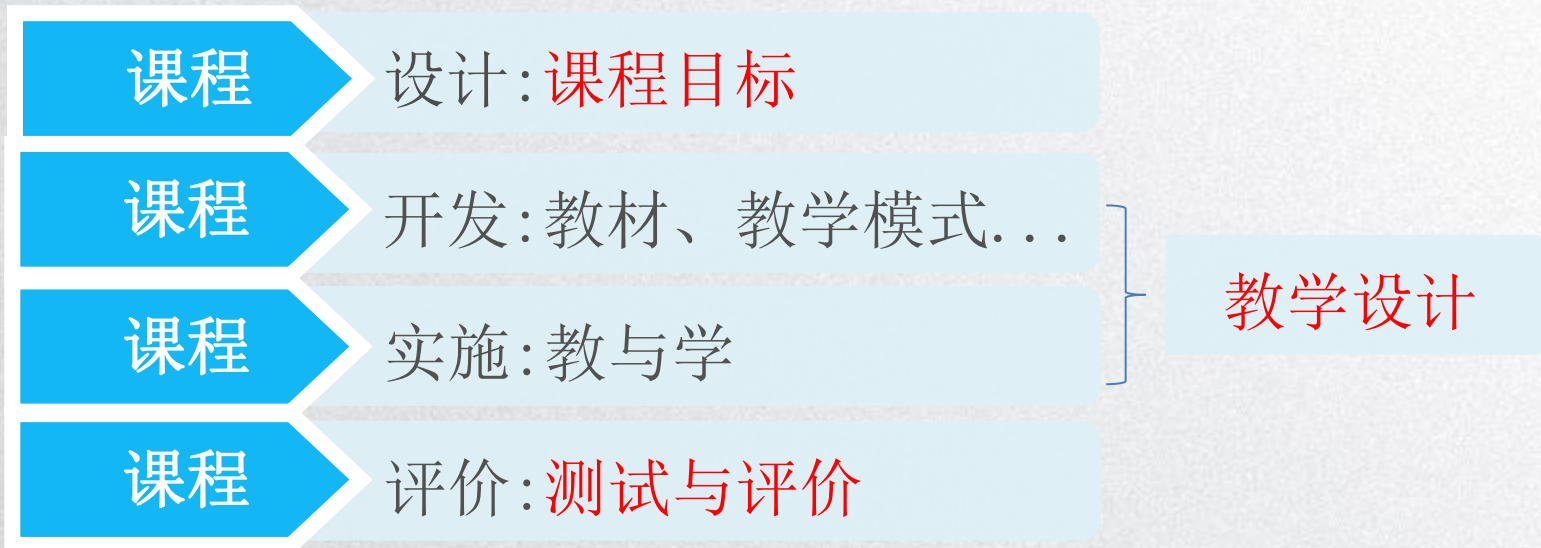 课程 设计:课程目标
课程 开发:教材、教学模式...
课程 实施:教与学
教学设计
课程 评价:测试与评价